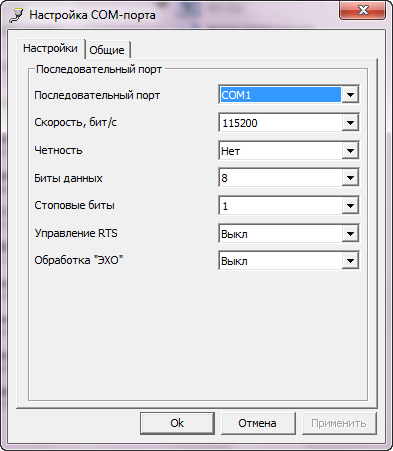 Настройка COM-порта
Настройки Общие
Последовательный порт
Последовательный порт COM1
Скорость, бит/с 115200
Четность Нет
Биты данных 8
Стоповые биты 1
Управление RTS Выкл
Обработка "ЭХО" Выкл
Ok Отмена Применить